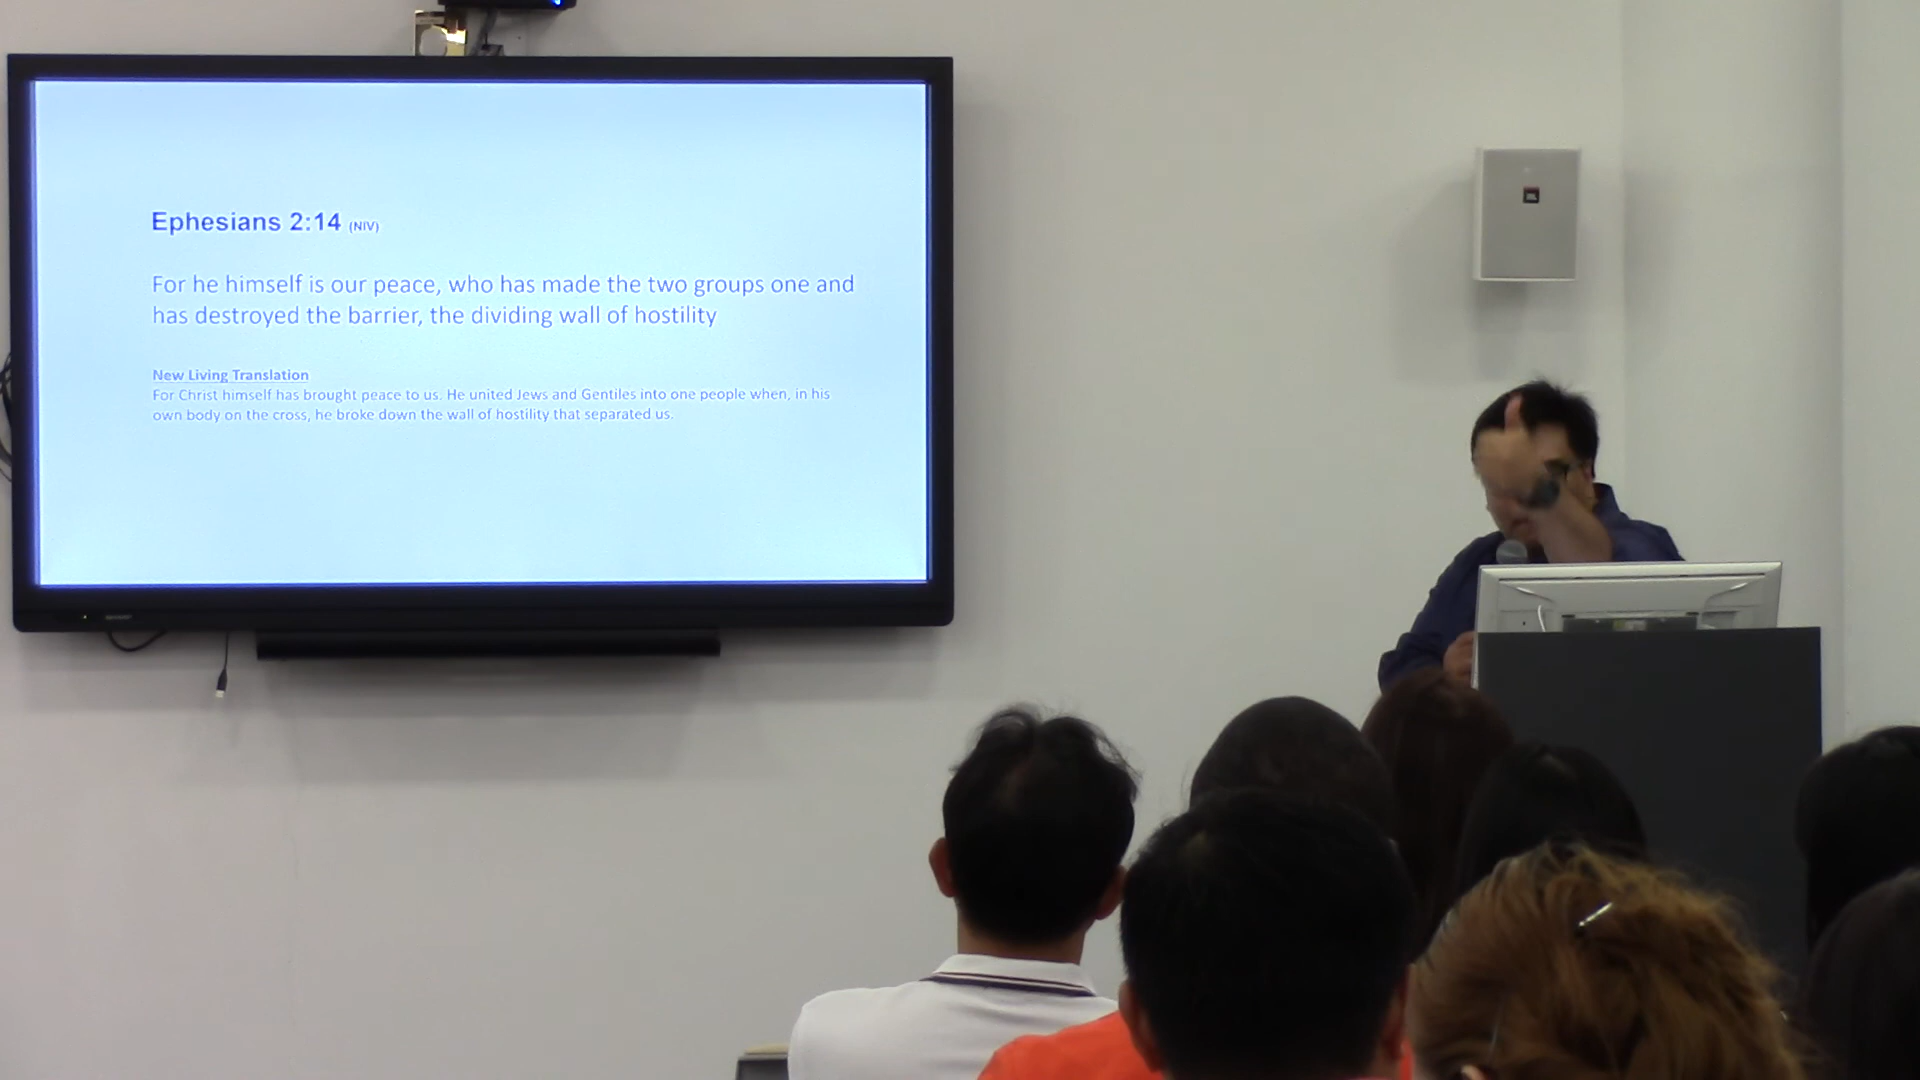 Ephesians 2:14 (NIV)
For he himself is our peace, who has made the two groups one and
has destroyed the barrier, the dividing wall of hostility
New Living Translation
For Christ himself has brought peace to us. He united Jews and Gentiles into one people when, in his
own body on the cross, he broke down the wall of hostility that separated us.
JBL